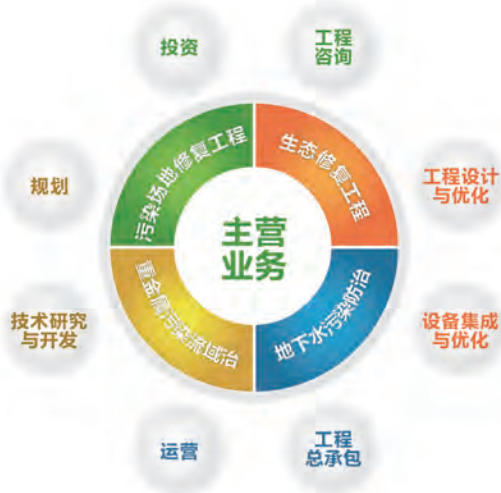 投资
工程
咨询
规划
工程设计
与优化
技术研究
与开发
设备集成
与优化
运营
工程
总承包
污染场地修复工程
生态修复工程
重金属污染流域治
地下水污染防治
主营
业务